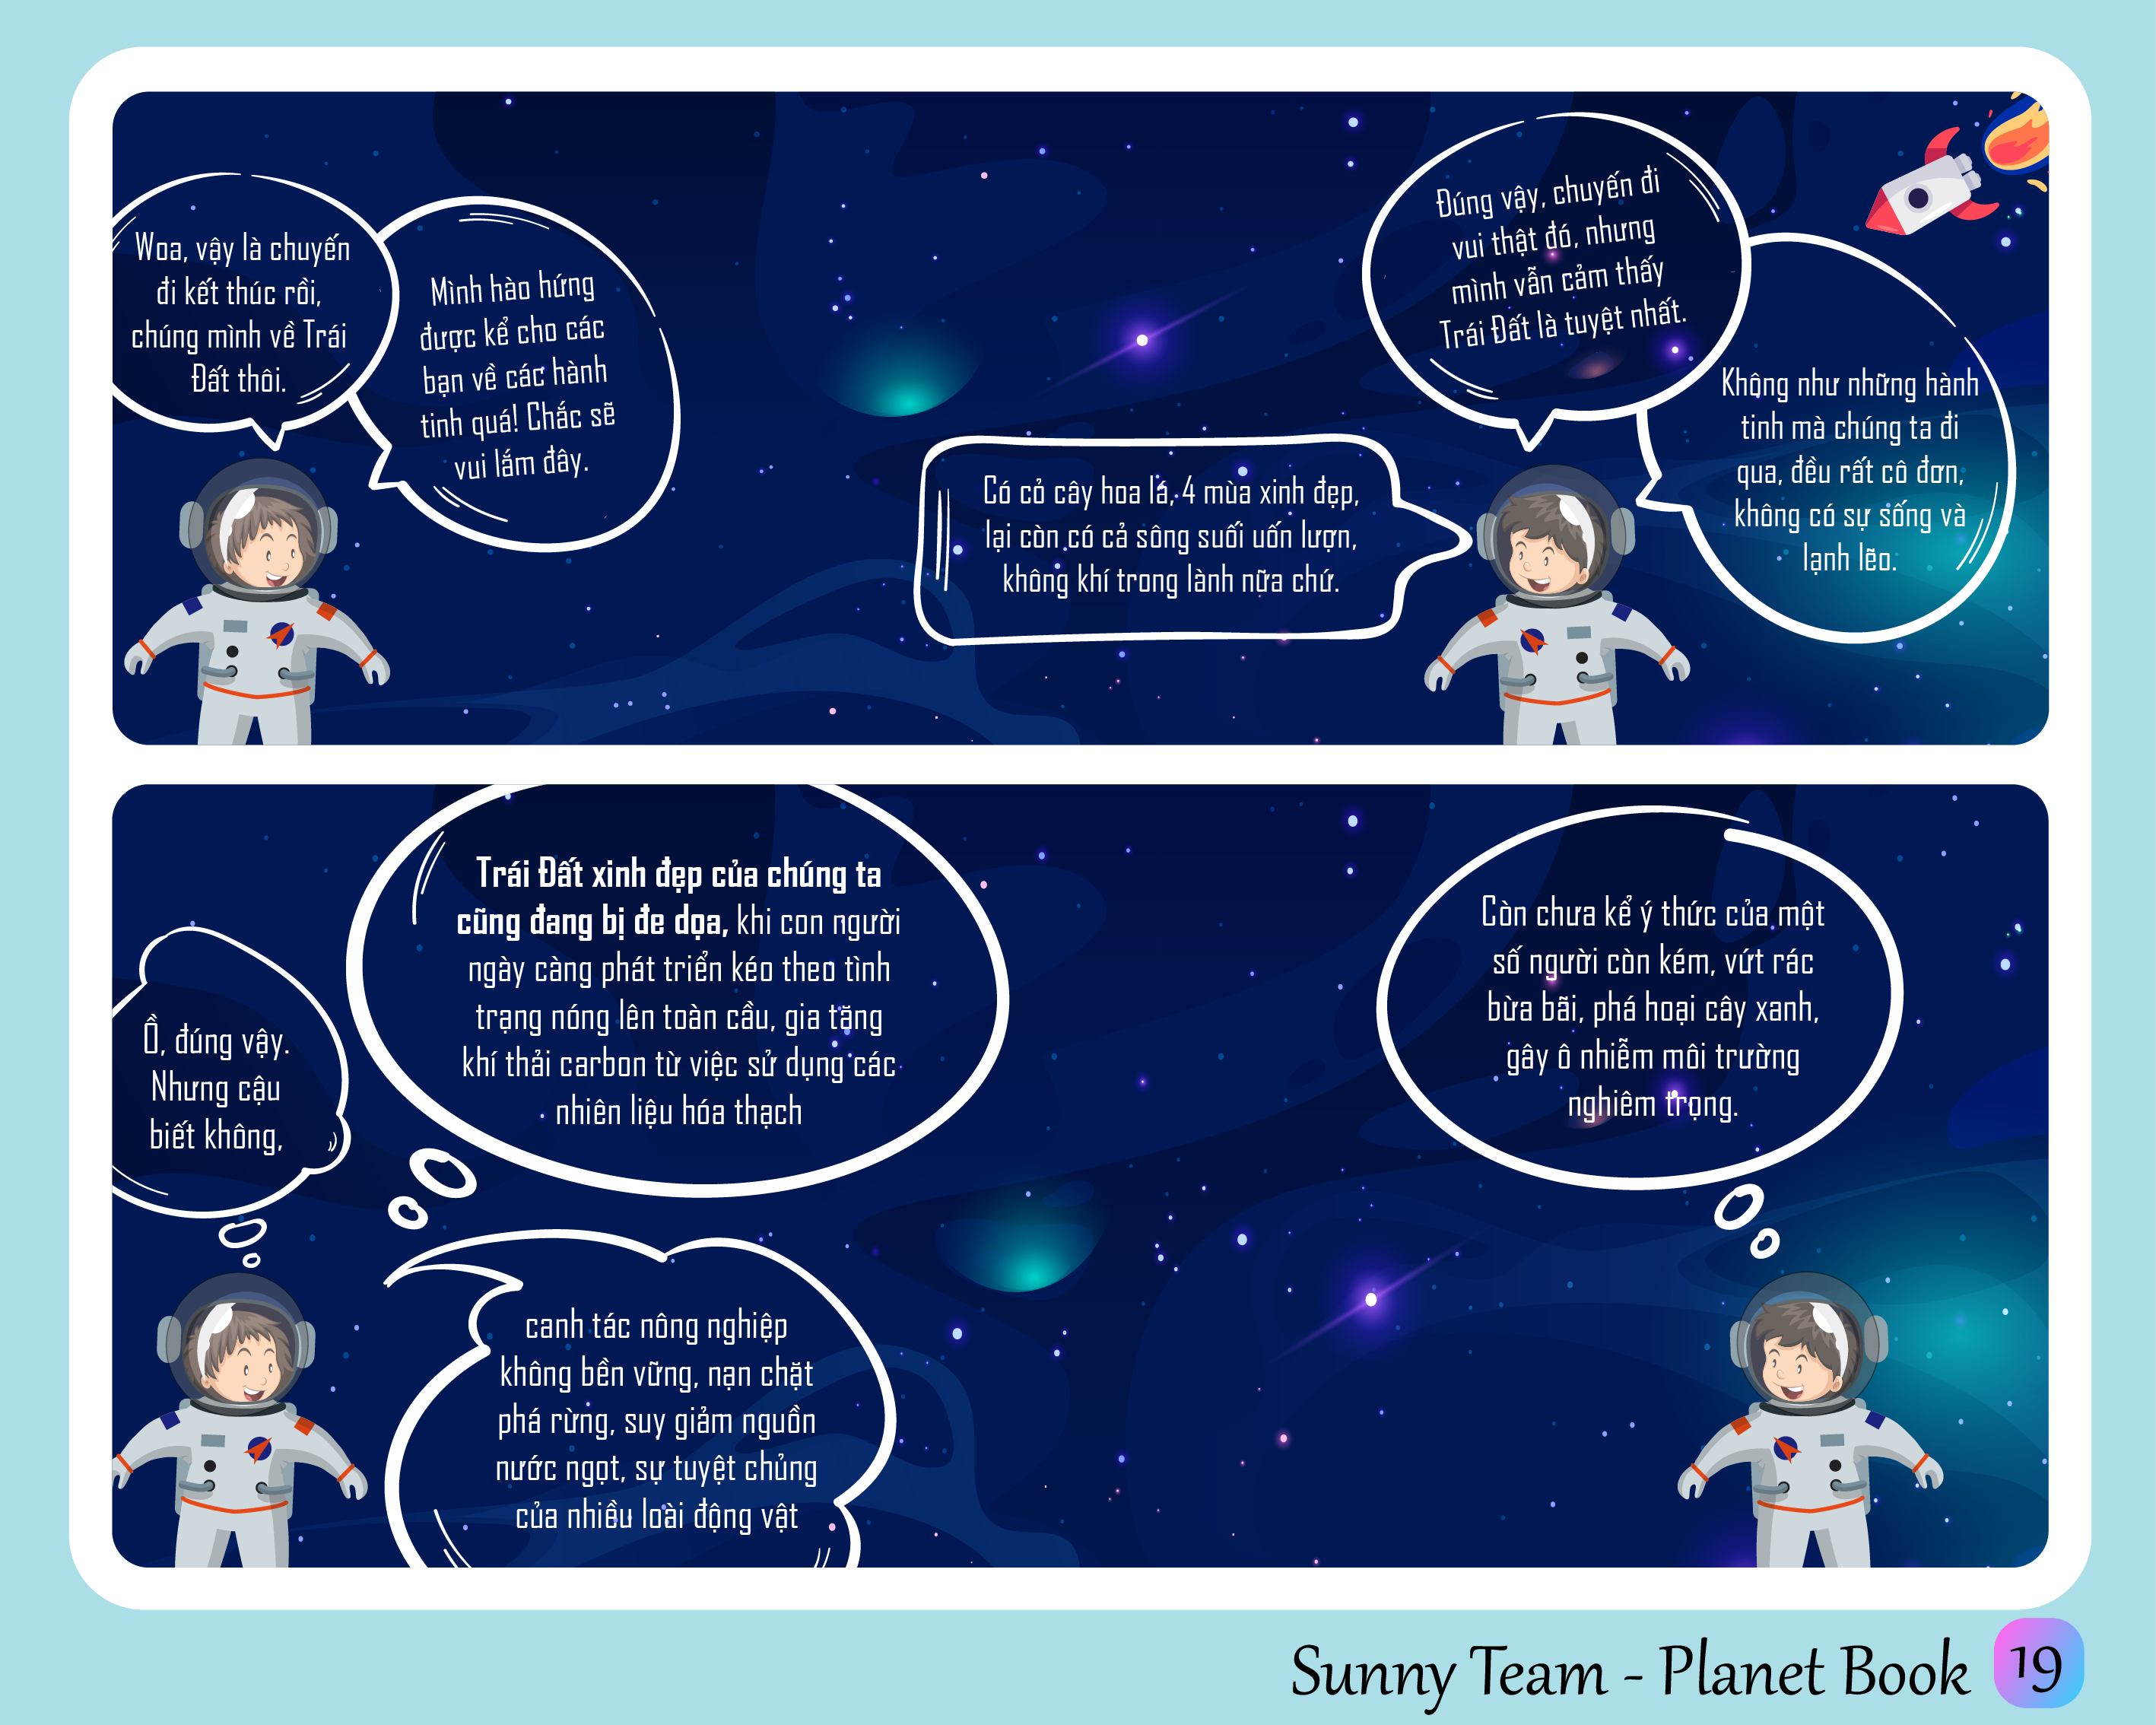 Woa, vậy là chuyến
đi kết thúc rồi,
chúng mình về Trái
Đất thôi.
Mình hào hứng
được kể cho các
bạn về các hành
tinh quá! Chắc sẽ
vui lắm đây.
Đúng vậy, chuyến đi
vui thật đó, nhưng
mình vẫn cảm thấy
Trái Đất là tuyệt nhất.
Không như những hành
tinh mà chúng ta đi
qua, đều rất cô đơn,
không có sự sống và
lạnh lẽo.
Có cỏ cây hoa lá, 4 mùa xinh đẹp,
lại còn có cả sông suối uốn lượn,
không khí trong lành nữa chứ.
Ồ, đúng vậy.
Nhưng cậu
biết không,
Trái Đất xinh đẹp của chúng ta
cũng đang bị đe dọa, khi con người
ngày càng phát triển kéo theo tình
trạng nóng lên toàn cầu, gia tăng
khí thải carbon từ việc sử dụng các
nhiên liệu hóa thạch
canh tác nông nghiệp
không bền vững, nạn chặt
phá rừng, suy giảm nguồn
nước ngọt, sự tuyệt chủng
của nhiều loài động vật
Còn chưa kể ý thức của một
số người còn kém, vứt rác
bừa bãi, phá hoại cây xanh,
gây ô nhiễm môi trường
nghiêm trọng.
Sunny Team - Planet Book 19